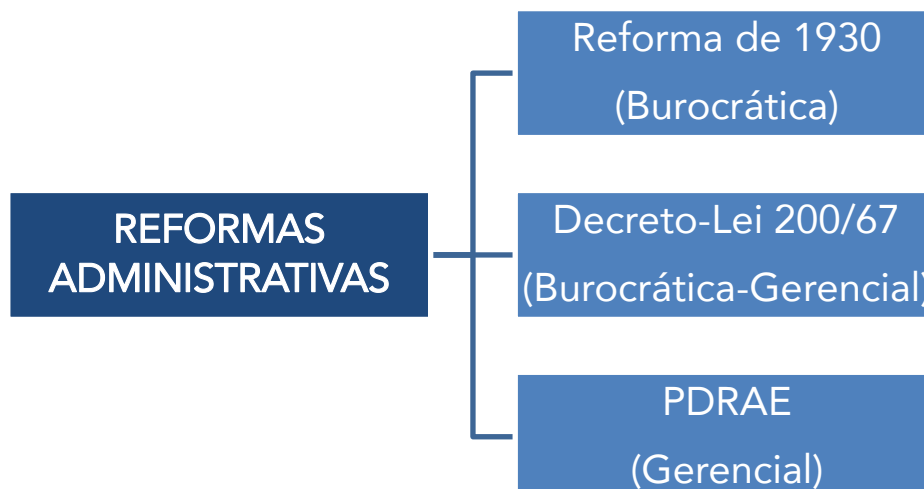 REFORMAS
ADMINISTRATIVAS
Reforma de 1930
(Burocrática)
Decreto-Lei 200/67
(Burocrática-Gerencial)
PDRAE
(Gerencial)